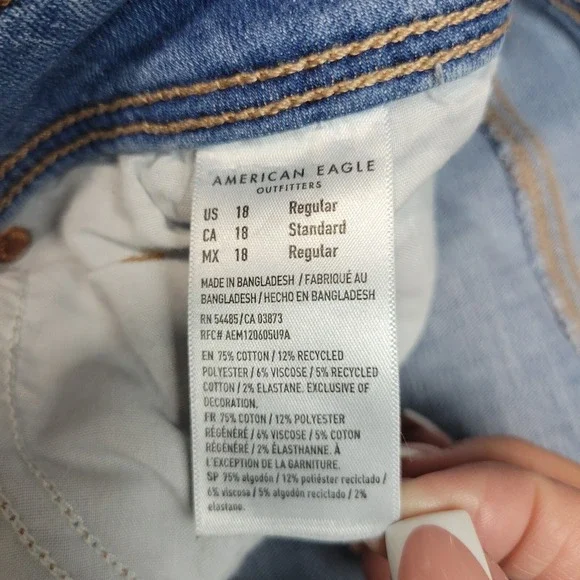 AMERICAN EAGLE
OUTFITTERS
US 18 Regular
CA 18 Standard
MX 18 Regular
MADE IN BANGLADESH / FABRIQUÉ AU
BANGLADESH / HECHO EN BANGLADESH
RN 54485/CA 03873
RFC# AEM120605U9A
EN 75% COTTON / 12% RECYCLED
POLYESTER / 6% VISCOSE / 5% RECYCLED
COTTON / 2% ELASTANE. EXCLUSIVE OF
DECORATION.
FR 75% COTON / 12% POLYESTER
RÉGÉNÉRÉ / 6% VISCOSE / 5% COTON
RÉGÉNÉRÉ / 2% ÉLASTHANNE. À
L'EXCEPTION DE LA GARNITURE.
SP 75% algodón / 12% poliéster reciclado /
6% viscosa / 5% algodón reciclado / 2%
elastane.